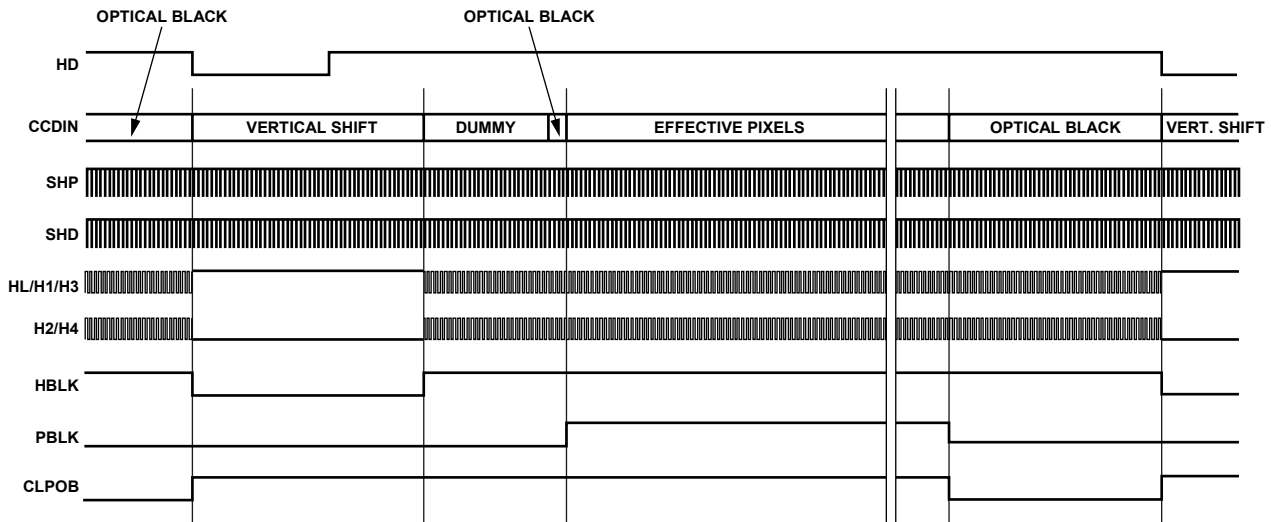 OPTICAL BLACK
OPTICAL BLACK
HD
CCDIN
VERTICAL SHIFT
DUMMY
EFFECTIVE PIXELS
OPTICAL BLACK
VERT. SHIFT
SHP
SHD
HL/H1/H3
H2/H4
HBLK
PBLK
CLPOB